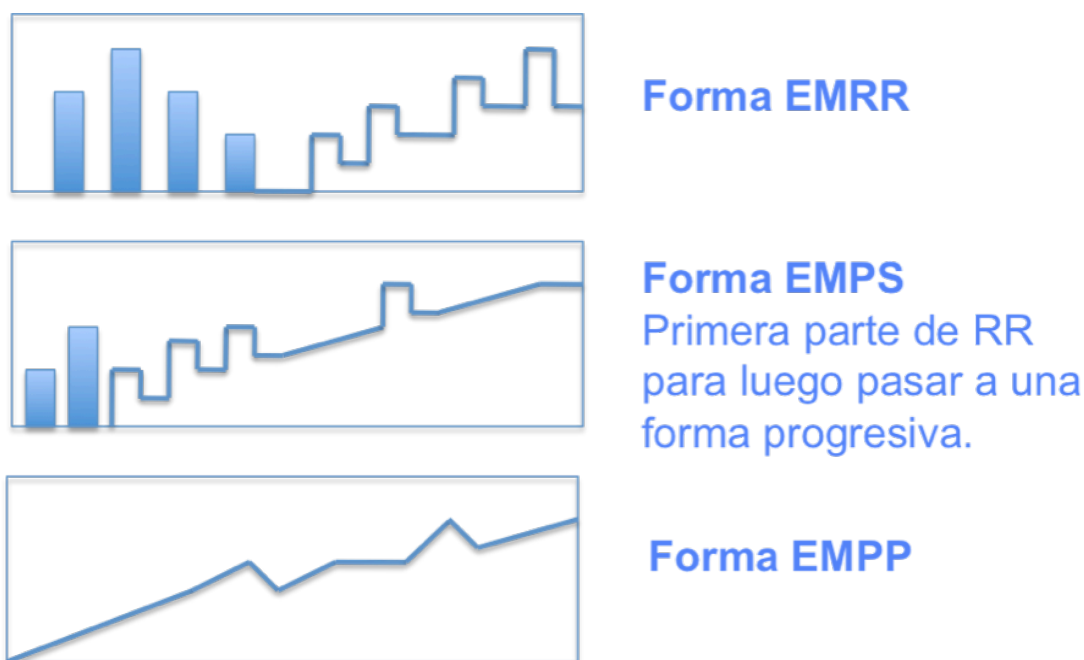 Forma EMRR
Forma EMPS
Primera parte de RR
para luego pasar a una
forma progresiva.
Forma EMPP